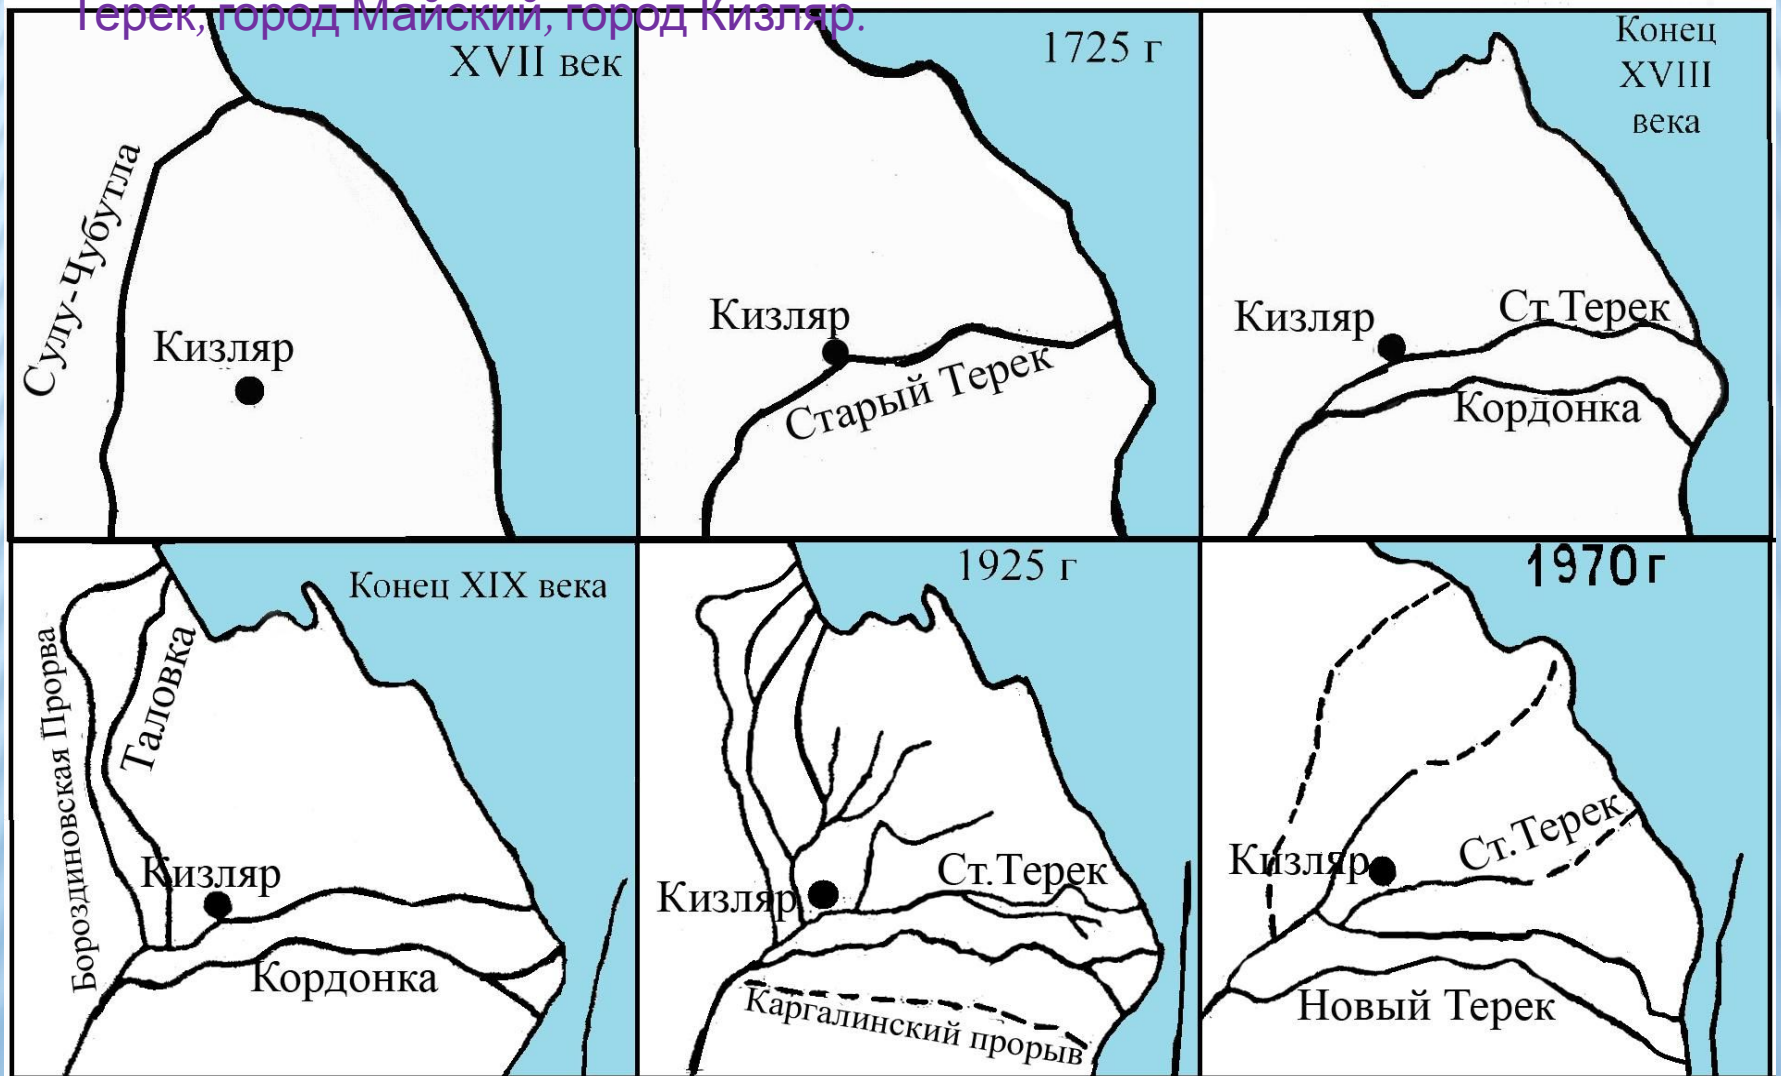 Терек, город Майский, город Кизляр.
XVII век
Сулу-Чубутла
Кизляр
1725 г
Кизляр
Старый Терек
Конец
XVIII
века
Кизляр
Ст.Терек
Кордонка
Конец XIX века
Бороздиновская Прорва
Таловка
Кизляр
Кордонка
1925 г
Кизляр
Ст.Терек
Каргалинский прорыв
1970 г
Кизляр
Ст.Терек
Новый Терек